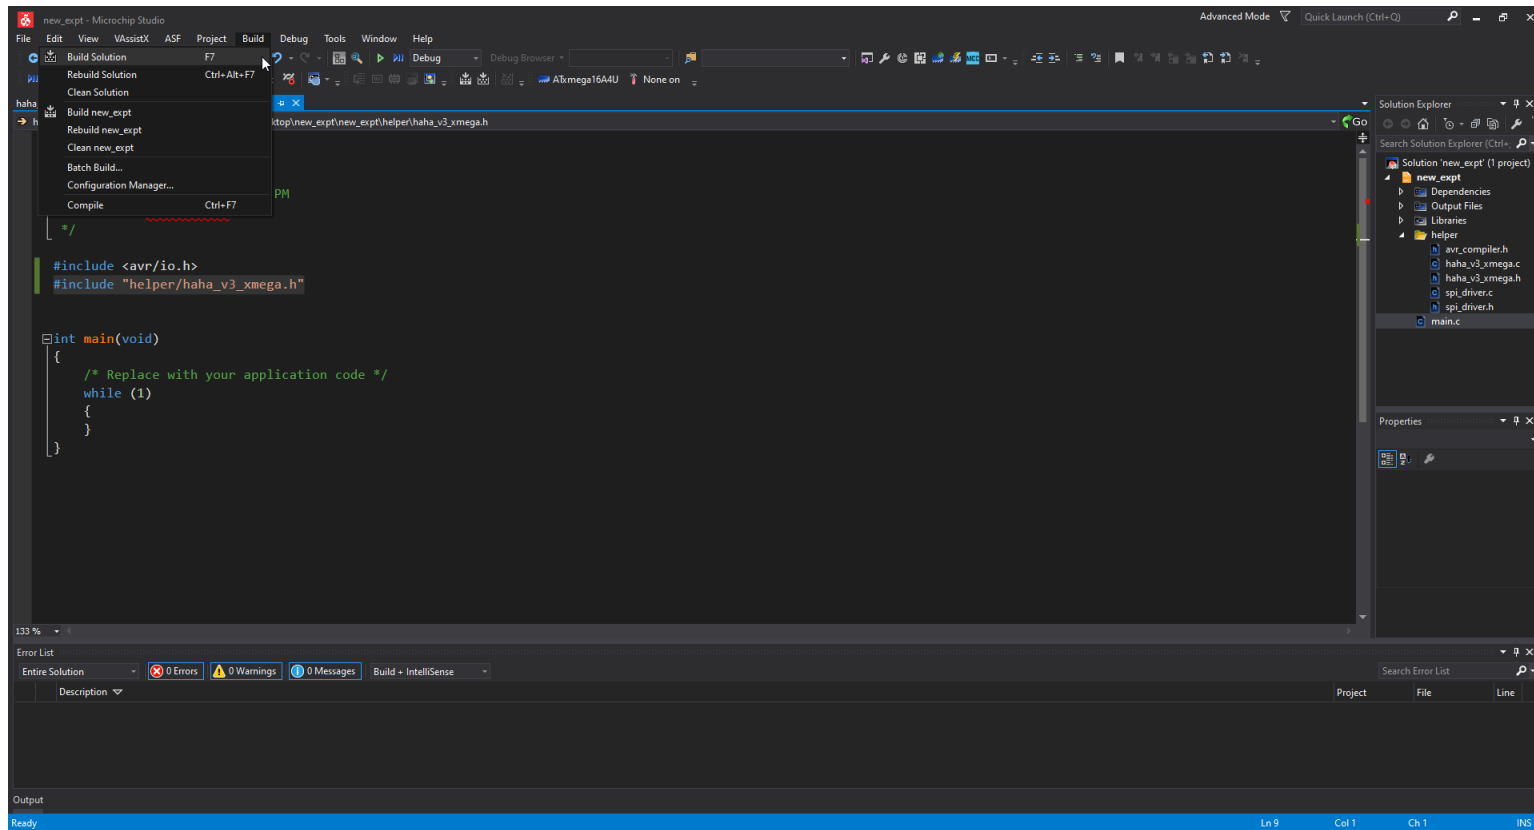 new_expt - Microchip Studio
Advanced Mode
Quick Launch (Ctrl+Q)
File Edit View VAssistX ASF Project Build Debug Tools Window Help
Build Solution F7
Rebuild Solution Ctrl+Alt+F7
Clean Solution
Build new_expt
Rebuild new_expt
Clean new_expt
Batch Build...
Configuration Manager...
Compile Ctrl+F7
Debug
Debug Browser
ATxmega16A4U
None on
haha
h
ktop\new_expt\new_expt\helper\haha_v3_xmega.h
Go
PM
*/
#include <avr/io.h>
#include "helper/haha_v3_xmega.h"
int main(void)
{
/* Replace with your application code */
while (1)
{
}
}
133 %
Solution Explorer
Search Solution Explorer (Ctrl+;
Solution 'new_expt' (1 project)
new_expt
Dependencies
Output Files
Libraries
helper
avr_compiler.h
haha_v3_xmega.c
haha_v3_xmega.h
spi_driver.c
spi_driver.h
main.c
Properties
Error List
Entire Solution
0 Errors
0 Warnings
0 Messages
Build + IntelliSense
Search Error List
Description Project File Line
Output
Ready Ln 9 Col 1 Ch 1 INS